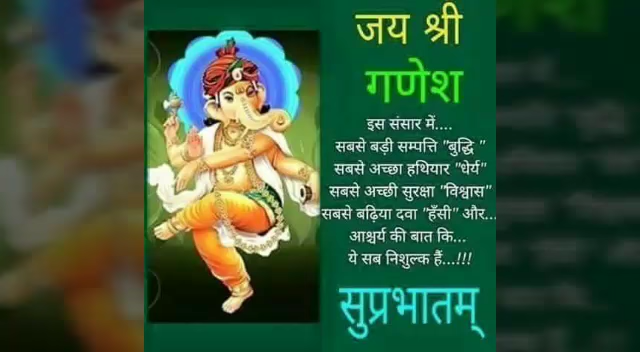 जय श्री
गणेश
इस संसार में....
सबसे बड़ी सम्पत्ति "बुद्धि "
सबसे अच्छा हथियार "धेर्य"
सबसे अच्छी सुरक्षा "विश्वास"
सबसे बढ़िया दवा "हँसी" और...
आश्चर्य की बात कि...
ये सब निशुल्क हैं...!!!
सुप्रभातम्